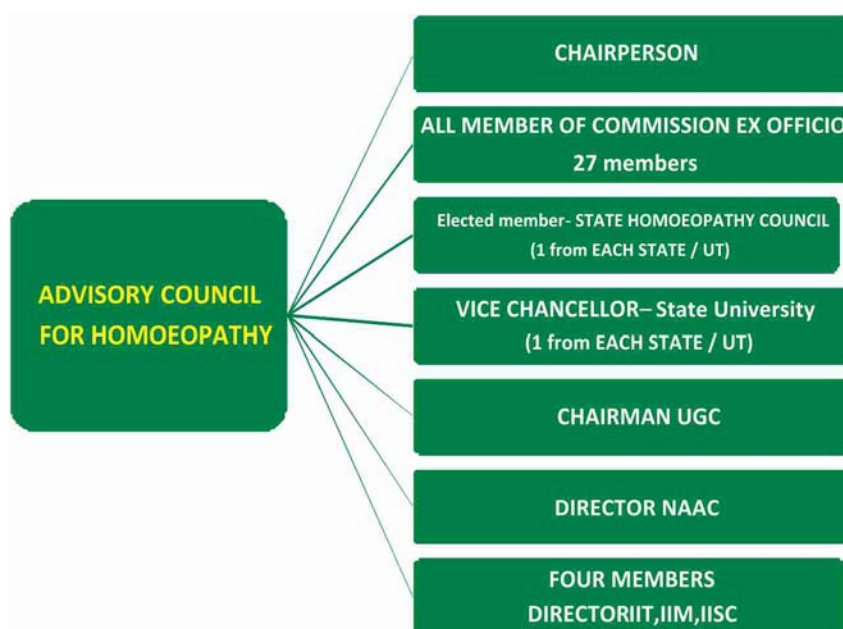 ADVISORY COUNCIL
FOR HOMOEOPATHY
CHAIRPERSON
ALL MEMBER OF COMMISSION EX OFFICIO
27 members
Elected member- STATE HOMOEOPATHY COUNCIL
(1 from EACH STATE / UT)
VICE CHANCELLOR– State University
(1 from EACH STATE / UT)
CHAIRMAN UGC
DIRECTOR NAAC
FOUR MEMBERS
DIRECTORIIT,IIM,IISC